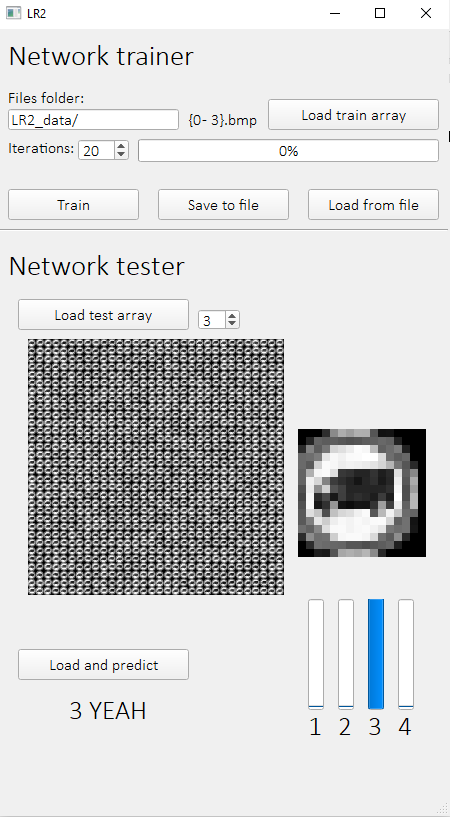 LR2
Network trainer
Files folder:
LR2_data/ {0- 3}.bmp Load train array
Iterations: 20 0%
Train Save to file Load from file
Network tester
Load test array 3
Load and predict
3 YEAH
1 2 3 4